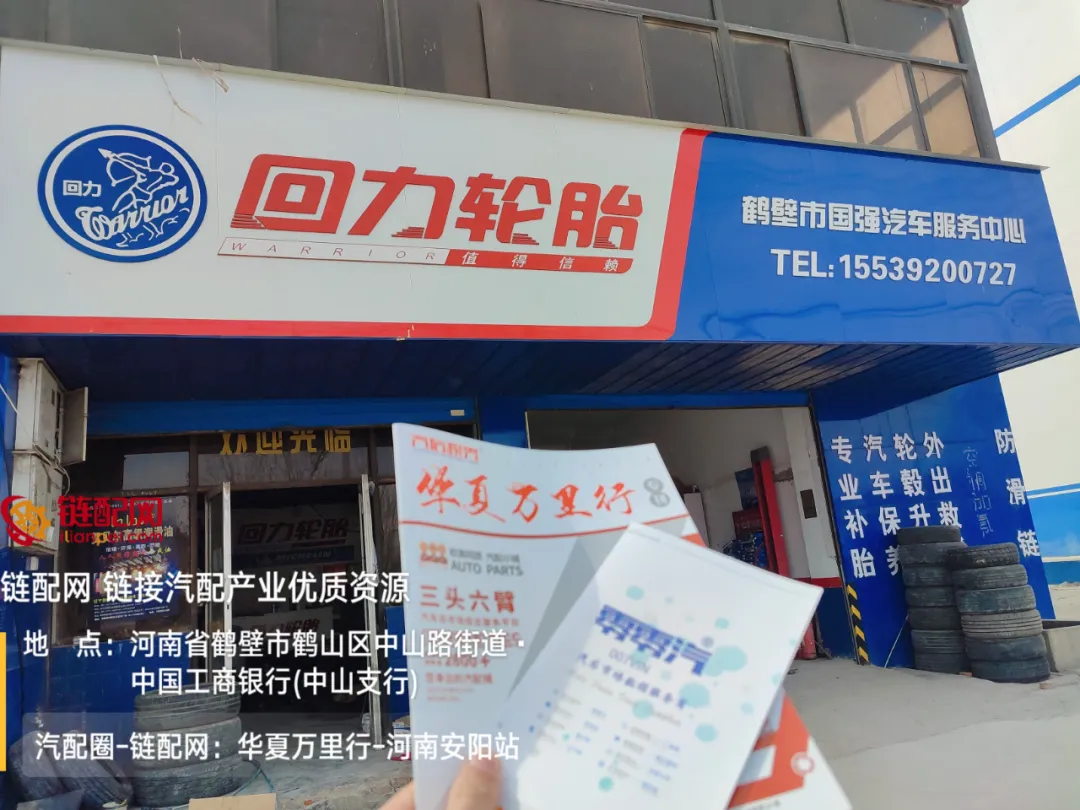 回力
Warrior
回力轮胎
WARRIOR
值得信赖
鹤壁市国强汽车服务中心
TEL:15539200727
欢迎光临
专业补胎
汽车保养
轮毂升
外出救
防滑链
回力轮胎
链配网
华夏万里行
AUTO PARTS
三头六臂
零零汽
007VIN
链配网 链接汽配产业优质资源
地 点：河南省鹤壁市鹤山区中山路街道·
中国工商银行(中山支行)
汽配圈-链配网：华夏万里行-河南安阳站